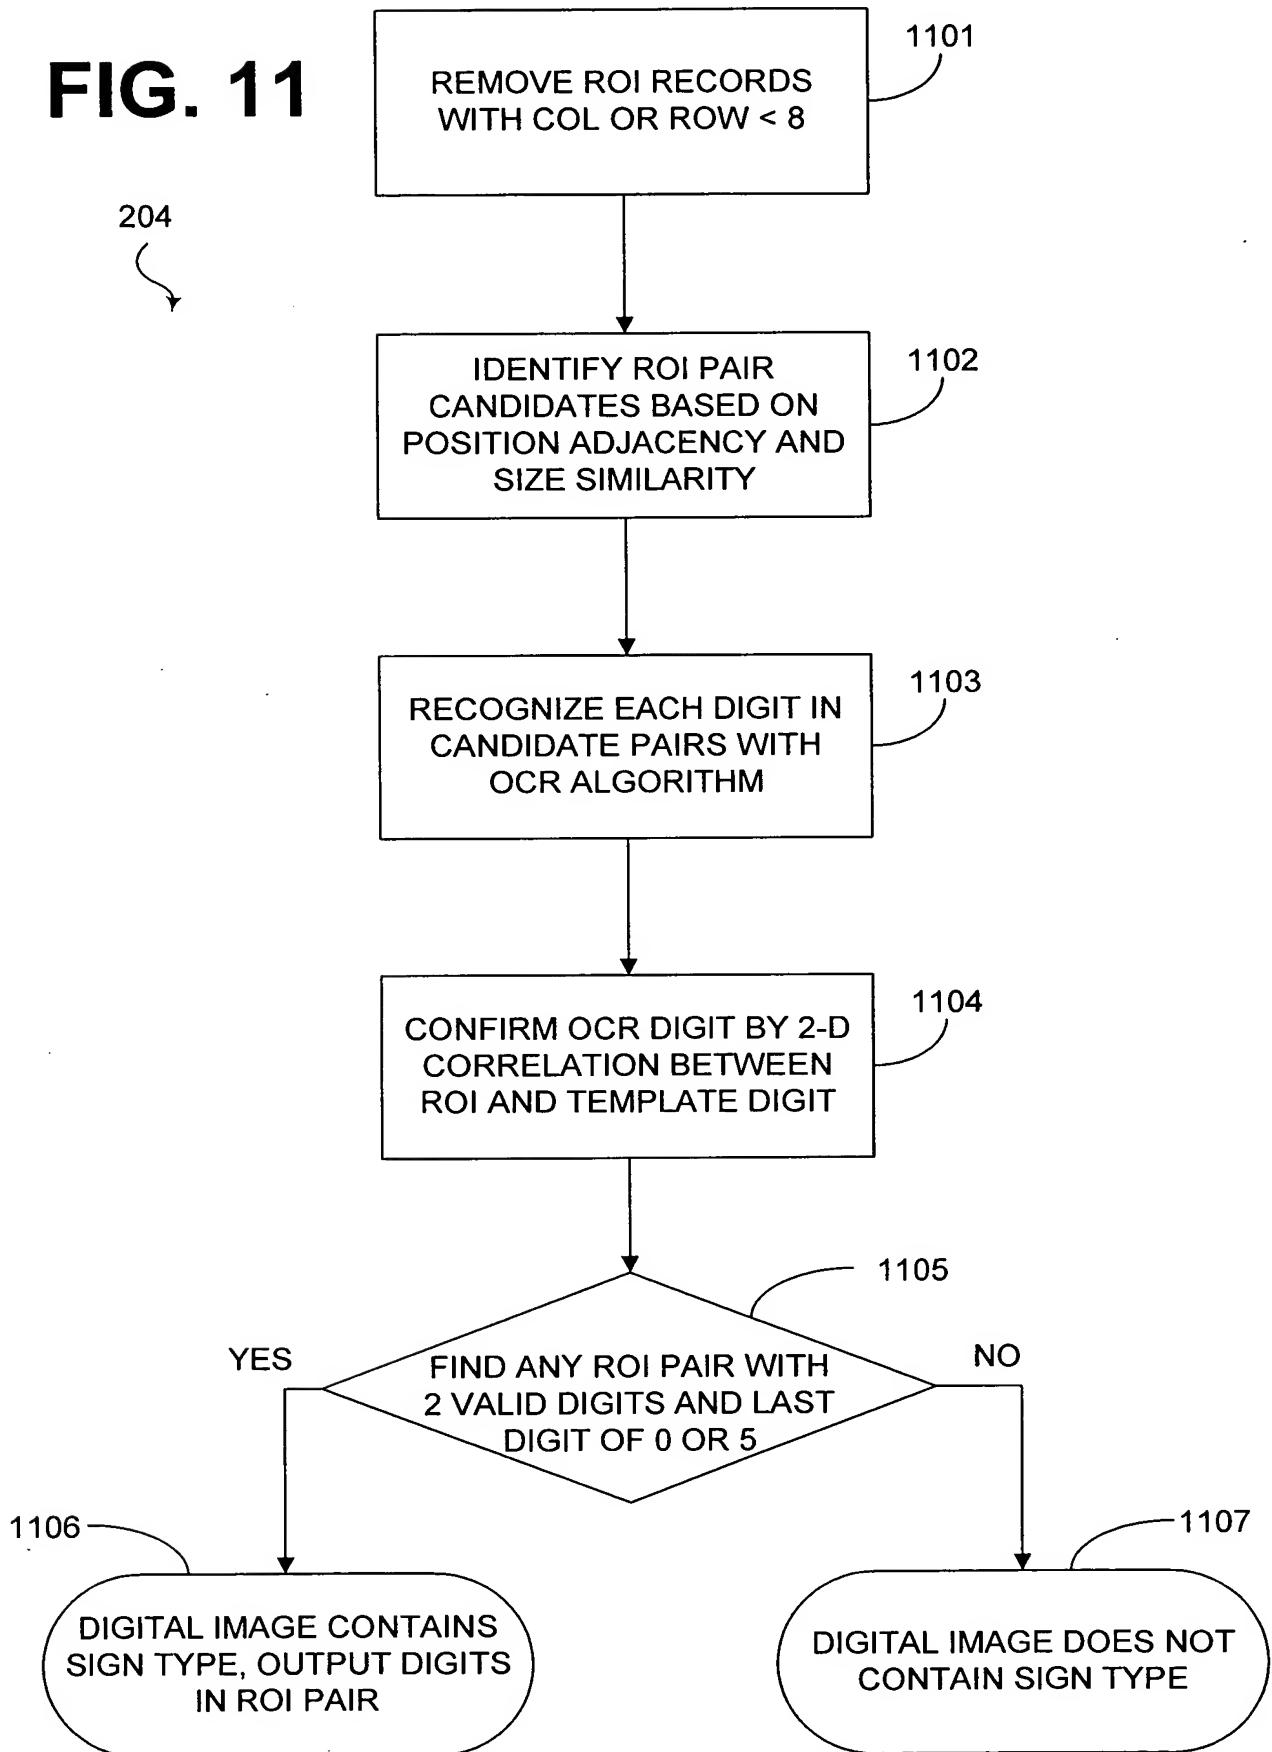 FIG. 11
204
REMOVE ROI RECORDS
WITH COL OR ROW < 8
1101
IDENTIFY ROI PAIR
CANDIDATES BASED ON
POSITION ADJACENCY AND
SIZE SIMILARITY
1102
RECOGNIZE EACH DIGIT IN
CANDIDATE PAIRS WITH
OCR ALGORITHM
1103
CONFIRM OCR DIGIT BY 2-D
CORRELATION BETWEEN
ROI AND TEMPLATE DIGIT
1104
1105
YES
FIND ANY ROI PAIR WITH
2 VALID DIGITS AND LAST
DIGIT OF 0 OR 5
NO
1106
DIGITAL IMAGE CONTAINS
SIGN TYPE, OUTPUT DIGITS
IN ROI PAIR
1107
DIGITAL IMAGE DOES NOT
CONTAIN SIGN TYPE